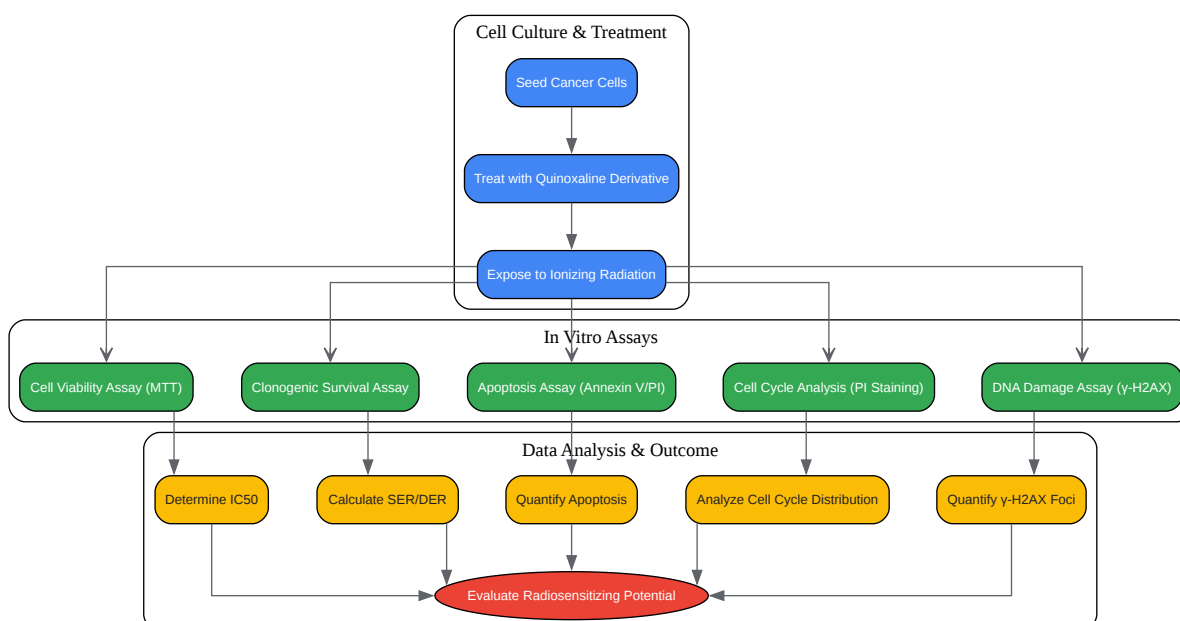 Cell Culture & Treatment
Seed Cancer Cells
Treat with Quinoxaline Derivative
Expose to Ionizing Radiation
In Vitro Assays
Cell Viability Assay (MTT)
Clonogenic Survival Assay
Apoptosis Assay (Annexin V/PI)
Cell Cycle Analysis (PI Staining)
DNA Damage Assay (γ-H2AX)
Data Analysis & Outcome
Determine IC50
Calculate SER/DER
Quantify Apoptosis
Analyze Cell Cycle Distribution
Quantify γ-H2AX Foci
Evaluate Radiosensitizing Potential